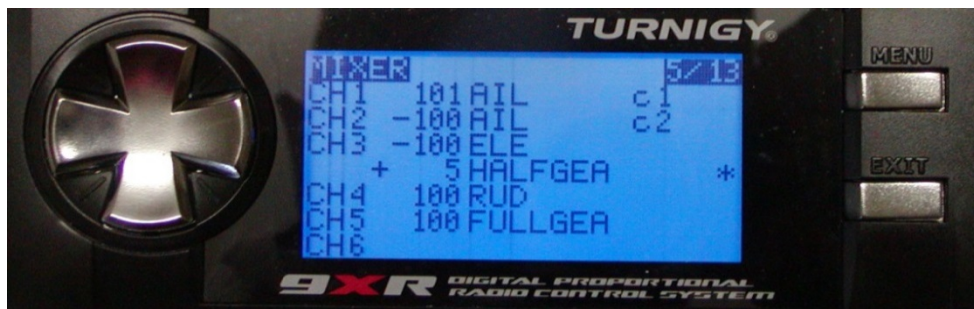 TURNIGY®
MENU
MIXER 5/13
CH1 101 AIL c1
CH2 -100 AIL c2
CH3 -100 ELE
+ 5 HALFGEA *
CH4 100 RUD
CH5 100 FULLGEA
CH6
EXIT
9XR DIGITAL PROPORTIONAL
RADIO CONTROL SYSTEM